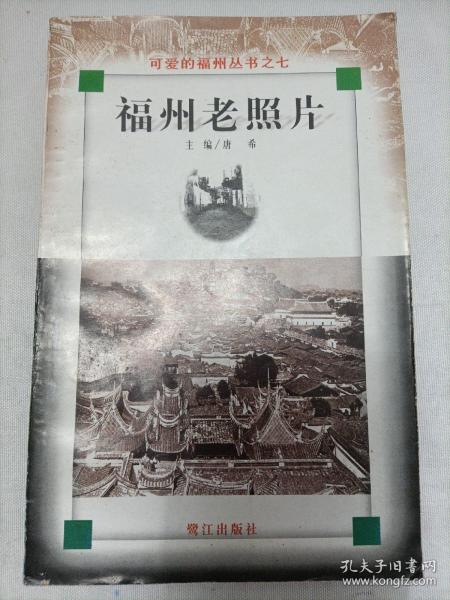 可爱的福州丛书之七
福州老照片
主编/唐希
鹭江出版社
孔夫子旧书网
www.kongfz.com